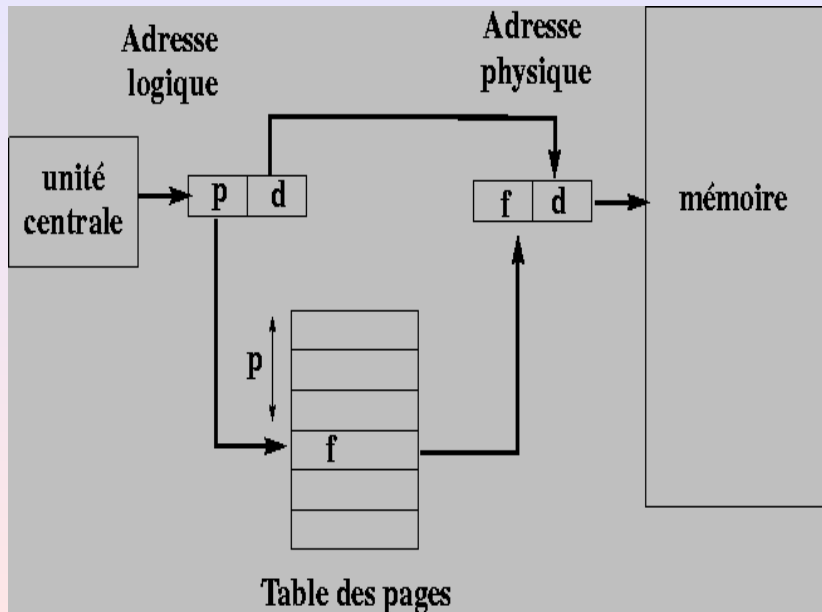 Adresse
logique
Adresse
physique
unité
centrale
p d
f d
mémoire
p
f
Table des pages